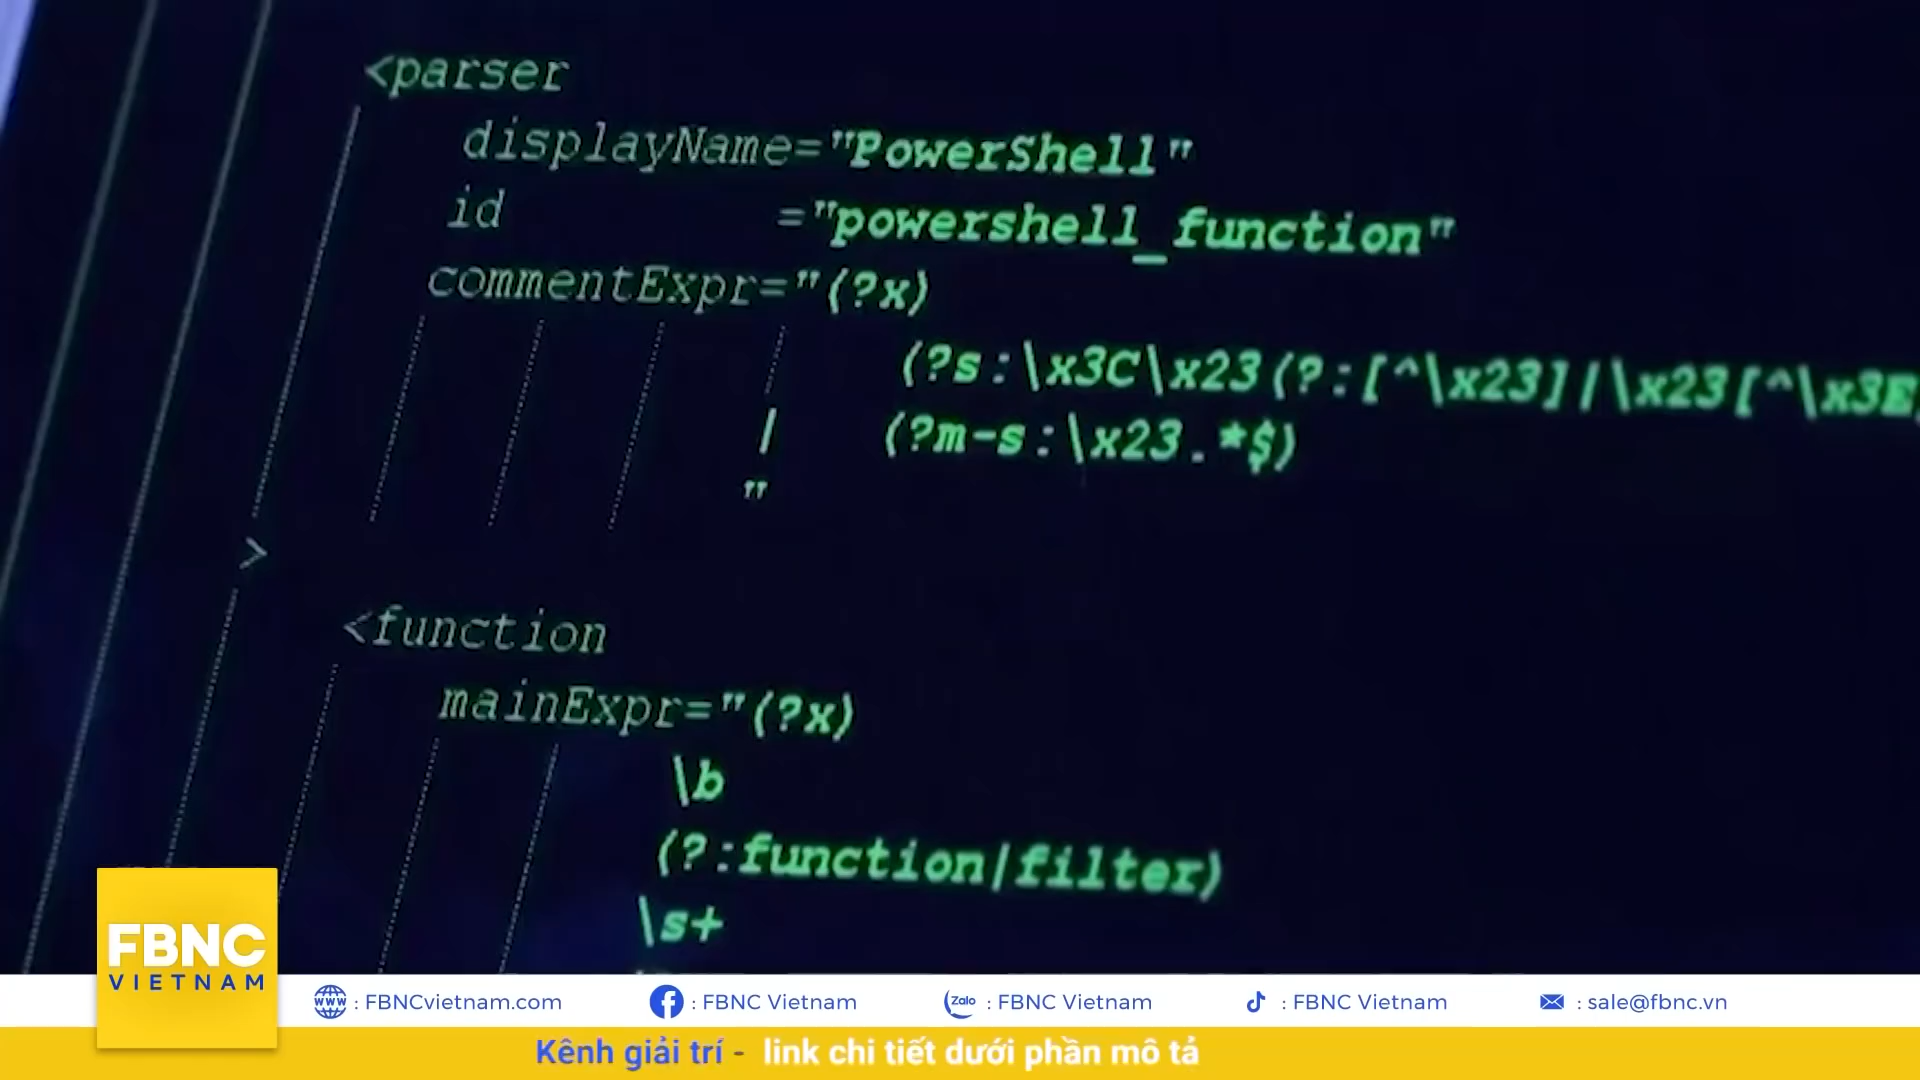 <parser
displayName="PowerShell"
id ="powershell_function"
commentExpr="(?x)
(?s:\x3C\x23(?:[^\x23]|\x23[^\x3E
| (?m-s:\x23.*$)
"
>
<function
mainExpr="(?x)
\b
(?:function|filter)
\s+
FBNC
VIETNAM
www : FBNCvietnam.com
: FBNC Vietnam
Zalo : FBNC Vietnam
: FBNC Vietnam
: sale@fbnc.vn
Kênh giải trí - link chi tiết dưới phần mô tả